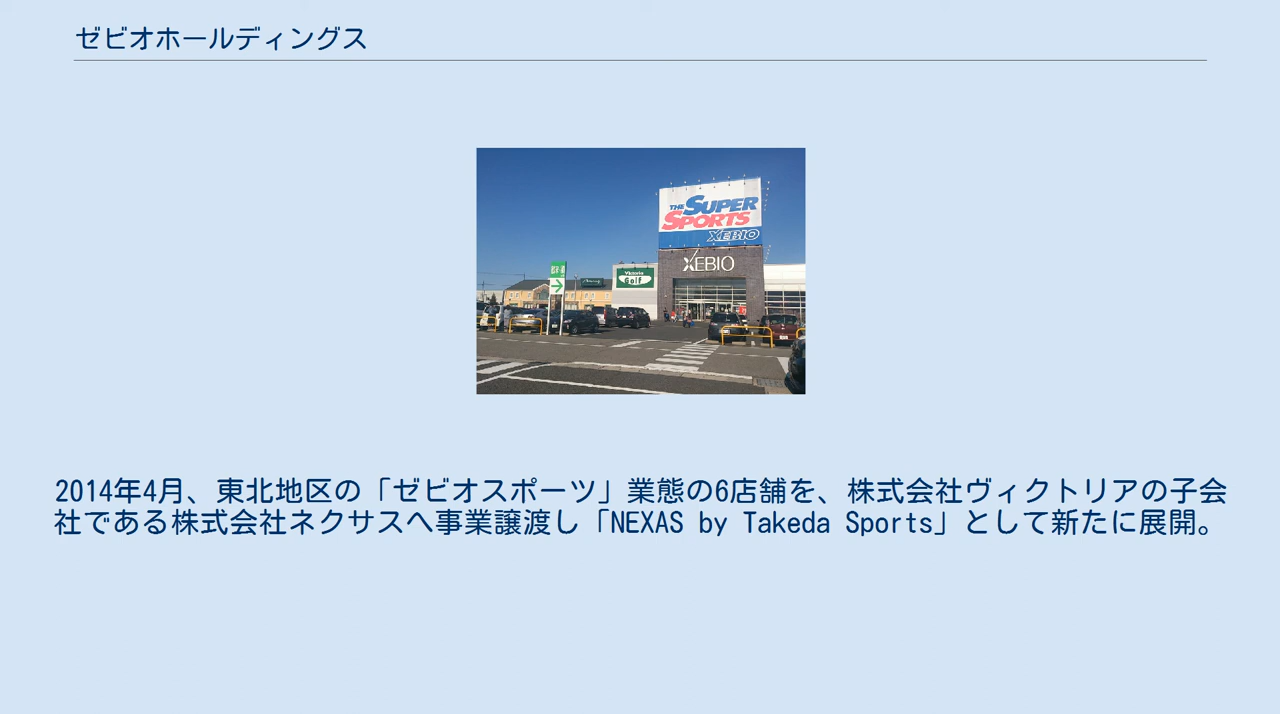 ゼビオホールディングス
THE SUPER
SPORTS
XEBIO
XEBIO
Victoria
Golf
2014年4月、東北地区の「ゼビオスポーツ」業態の6店舗を、株式会社ヴィクトリアの子会
社である株式会社ネクサスへ事業譲渡し「NEXAS by Takeda Sports」として新たに展開。